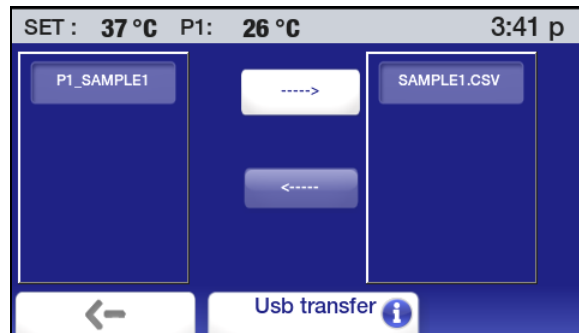 SET : 37 °C P1: 26 °C 3:41 p
P1_SAMPLE1
----->
SAMPLE1.CSV
<-----
Usb transfer